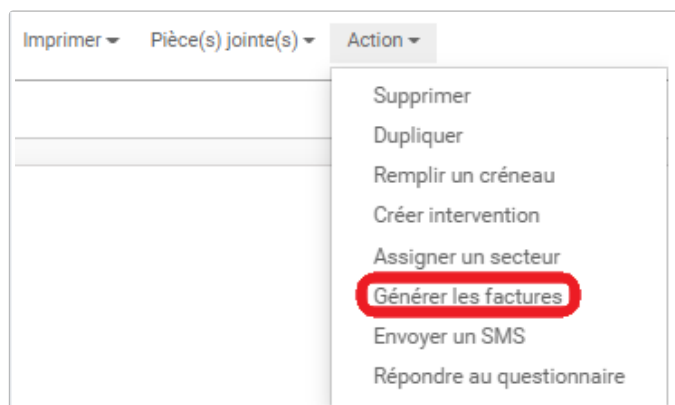 Imprimer Pièce(s) jointe(s) Action
Supprimer
Dupliquer
Remplir un créneau
Créer intervention
Assigner un secteur
Générer les factures
Envoyer un SMS
Répondre au questionnaire